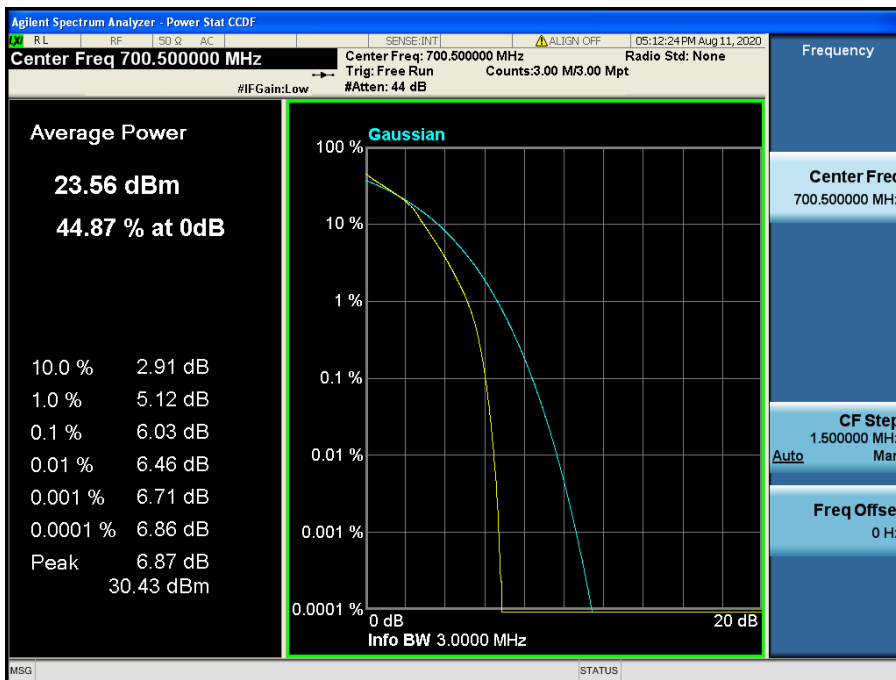 Agilent Spectrum Analyzer - Power Stat CCDF
LXI RL RF 50 Ω AC SENSE:INT ALIGN OFF 05:12:24 PM Aug 11, 2020
Center Freq 700.500000 MHz
Center Freq: 700.500000 MHz Radio Std: None
Trig: Free Run Counts:3.00 M/3.00 Mpt
#IFGain:Low #Atten: 44 dB
Average Power
23.56 dBm
44.87 % at 0dB
10.0 % 2.91 dB
1.0 % 5.12 dB
0.1 % 6.03 dB
0.01 % 6.46 dB
0.001 % 6.71 dB
0.0001 % 6.86 dB
Peak 6.87 dB
30.43 dBm
Gaussian
100 %
10 %
1 %
0.1 %
0.01 %
0.001 %
0.0001 %
0 dB 20 dB
Info BW 3.0000 MHz
Frequency
Center Freq
700.500000 MHz
CF Step
1.500000 MHz
Auto Man
Freq Offse
0 Hz
MSG STATUS